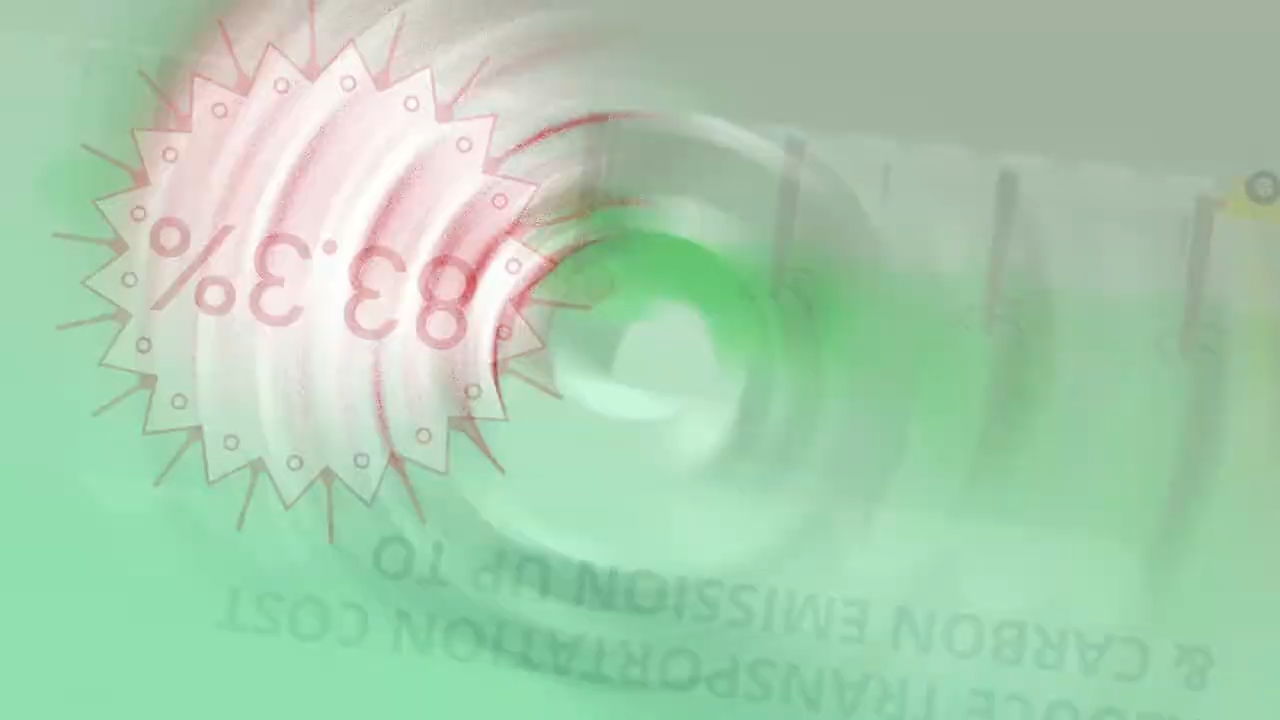 TRANSPORTATION COST
& CARBON EMISSION UP TO
83.3%